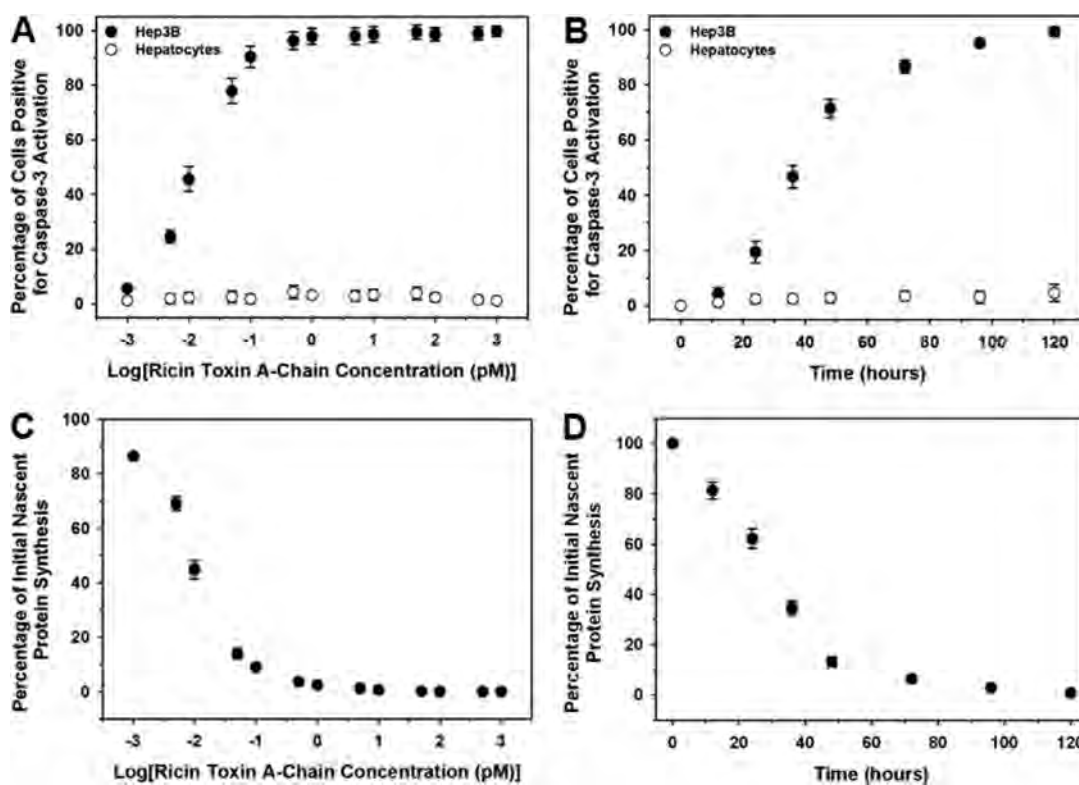 A
Hep3B
Hepatocytes
Percentage of Cells Positive
for Caspase-3 Activation
100
80
60
40
20
0
-3 -2 -1 0 1 2 3
Log[Ricin Toxin A-Chain Concentration (pM)]
B
Hep3B
Hepatocytes
Percentage of Cells Positive
for Caspase-3 Activation
100
80
60
40
20
0
0 20 40 60 80 100 120
Time (hours)
C
Percentage of Initial Nascent
Protein Synthesis
100
80
60
40
20
0
-3 -2 -1 0 1 2 3
Log[Ricin Toxin A-Chain Concentration (pM)]
D
Percentage of Initial Nascent
Protein Synthesis
100
80
60
40
20
0
0 20 40 60 80 100 120
Time (hours)